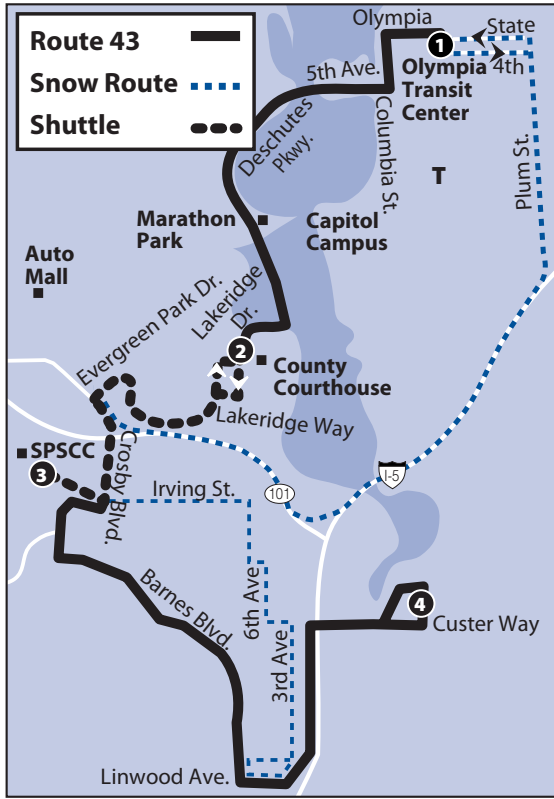 Route 43
Snow Route
Shuttle
Olympia
1
State
4th
Olympia
Transit
Center
5th Ave.
Deschutes
Pkwy.
Columbia St.
T
Plum St.
Marathon
Park
Capitol
Campus
Auto
Mall
Evergreen Park Dr.
Lakeridge
Dr.
2
County
Courthouse
Lakeridge Way
SPSCC
3
Crosby Blvd.
Irving St.
101
I-5
Barnes Blvd.
6th Ave
3rd Ave
4
Custer Way
Linwood Ave.